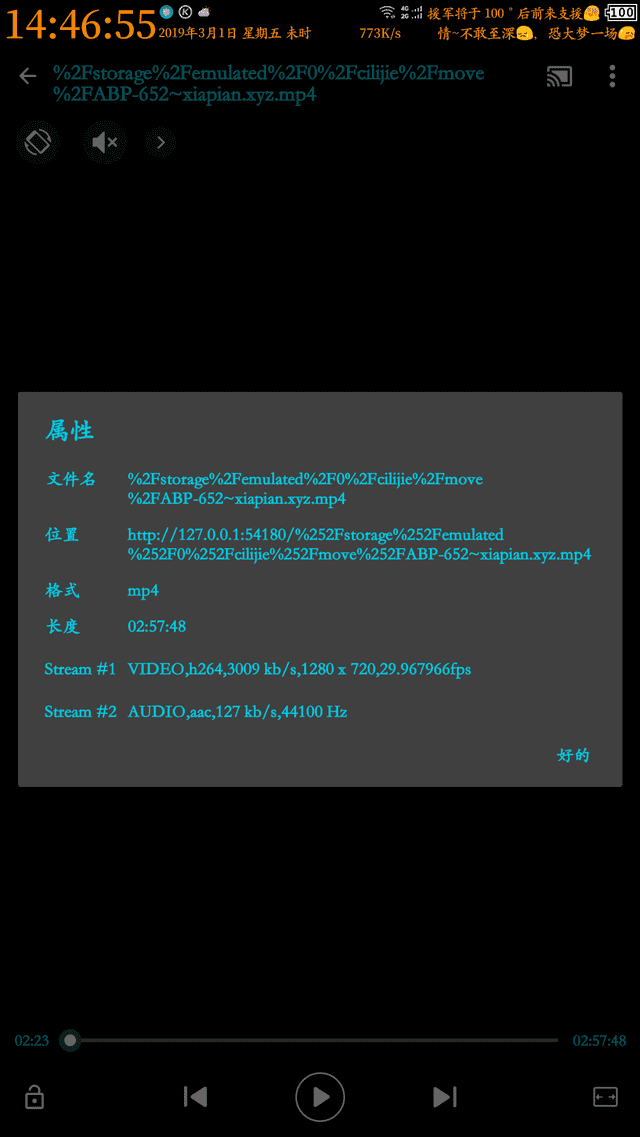 14:46:55
2019年3月1日 星期五 未时
773K/s
4G
2G
援军将于 100 ° 后前来支援
100
情~不敢至深，恐大梦一场
%2Fstorage%2Femulated%2F0%2Fcilijie%2Fmove
%2FABP-652~xiapian.xyz.mp4
属性
文件名 %2Fstorage%2Femulated%2F0%2Fcilijie%2Fmove
%2FABP-652~xiapian.xyz.mp4
位置 http://127.0.0.1:54180/%252Fstorage%252Femulated
%252F0%252Fcilijie%252Fmove%252FABP-652~xiapian.xyz.mp4
格式 mp4
长度 02:57:48
Stream #1 VIDEO,h264,3009 kb/s,1280 x 720,29.967966fps
Stream #2 AUDIO,aac,127 kb/s,44100 Hz
好的
02:23
02:57:48